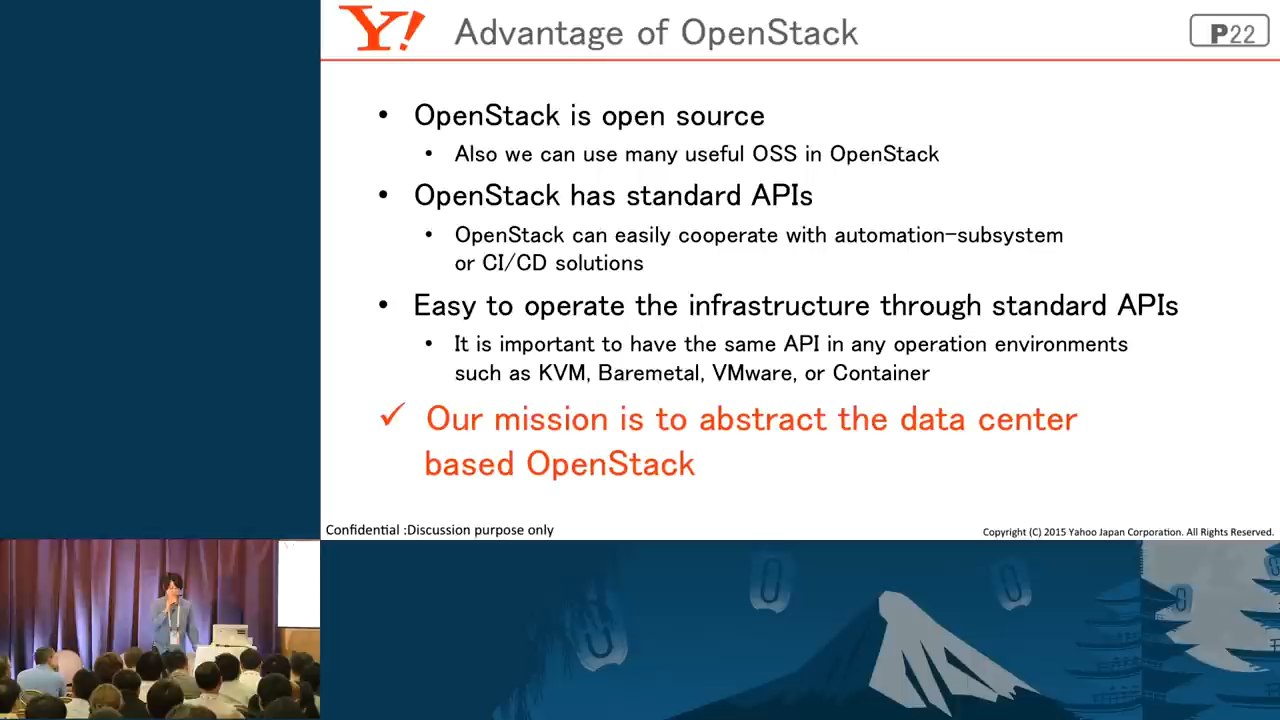 Y! Advantage of OpenStack P22
• OpenStack is open source
• Also we can use many useful OSS in OpenStack
• OpenStack has standard APIs
• OpenStack can easily cooperate with automation-subsystem
or CI/CD solutions
• Easy to operate the infrastructure through standard APIs
• It is important to have the same API in any operation environments
such as KVM, Baremetal, VMware, or Container
✓ Our mission is to abstract the data center
based OpenStack
Confidential :Discussion purpose only
Copyright (C) 2015 Yahoo Japan Corporation. All Rights Reserved.